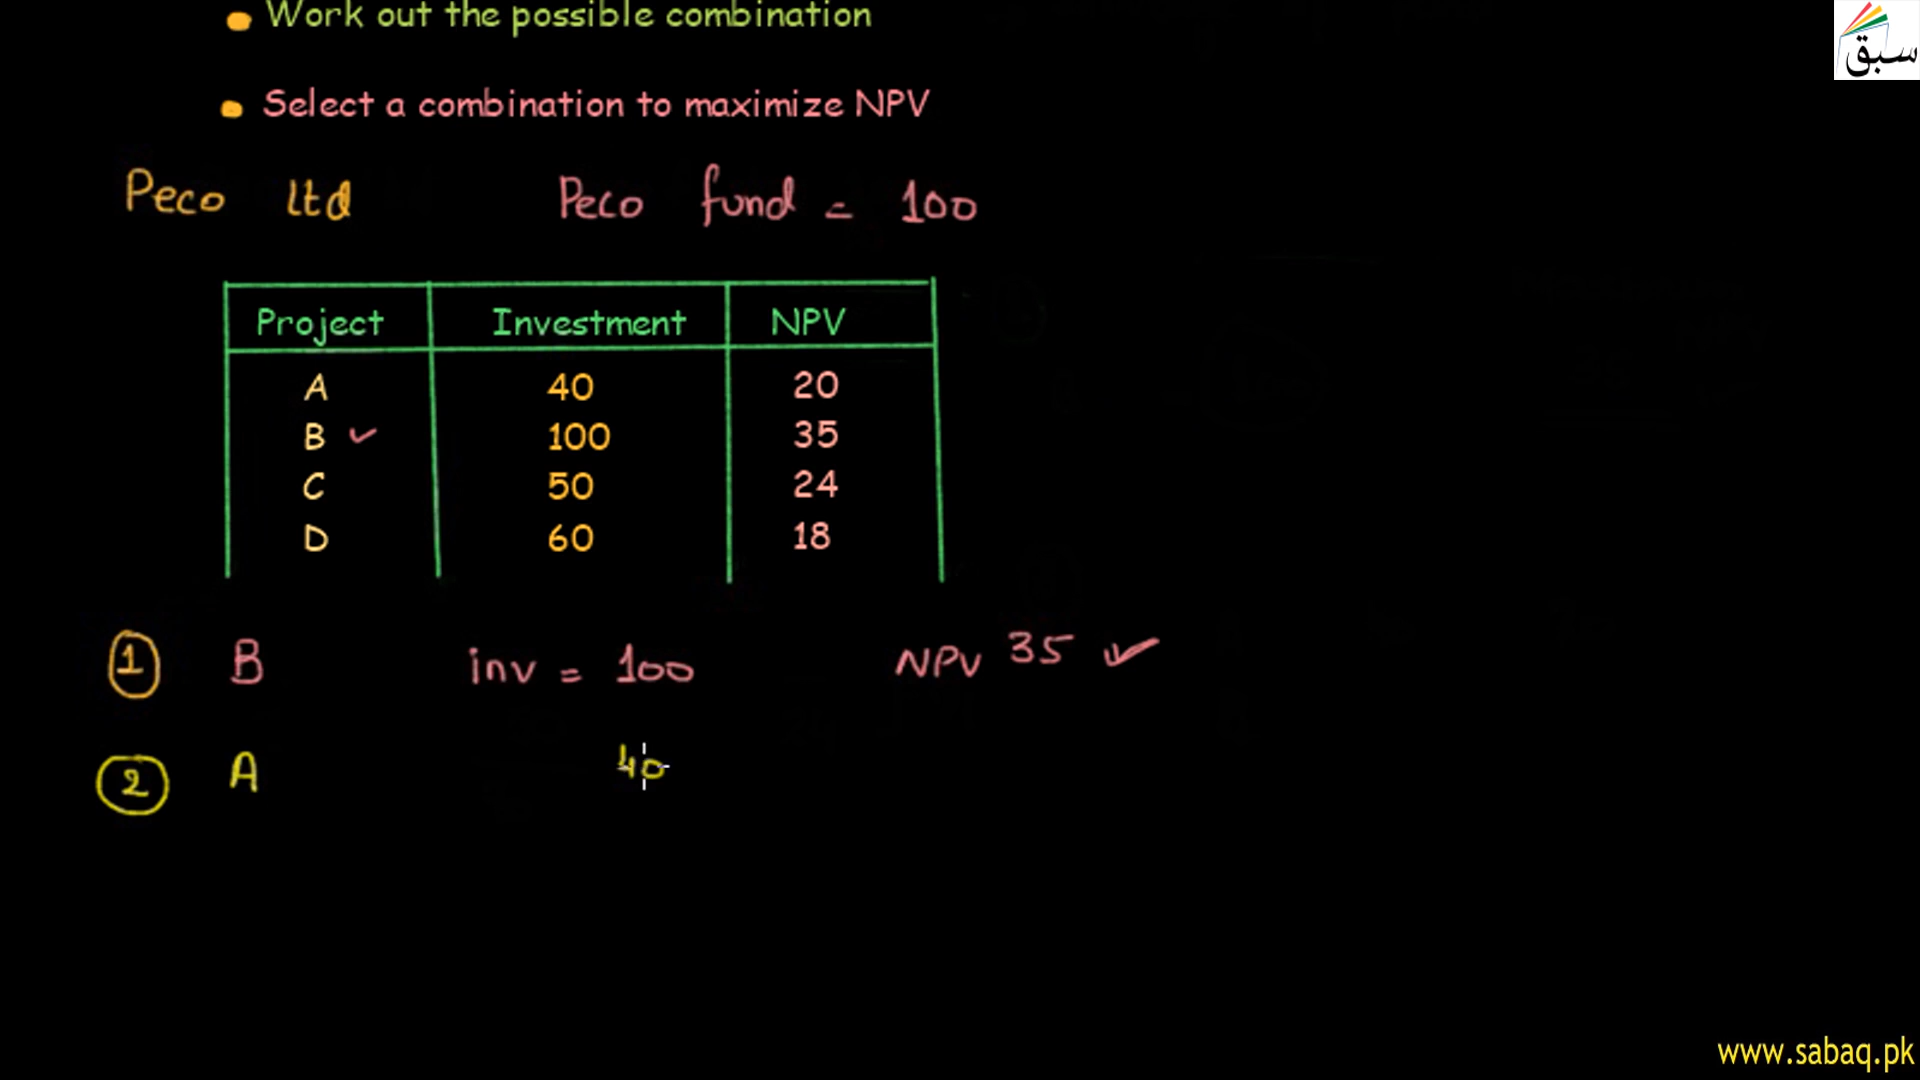 سبق
• Work out the possible combination
• Select a combination to maximize NPV
Peco ltd Peco fund = 100
Project Investment NPV
A 40 20
B ✓ 100 35
C 50 24
D 60 18
1 B inv = 100 NPV 35 ✓
2 A 40
www.sabaq.pk